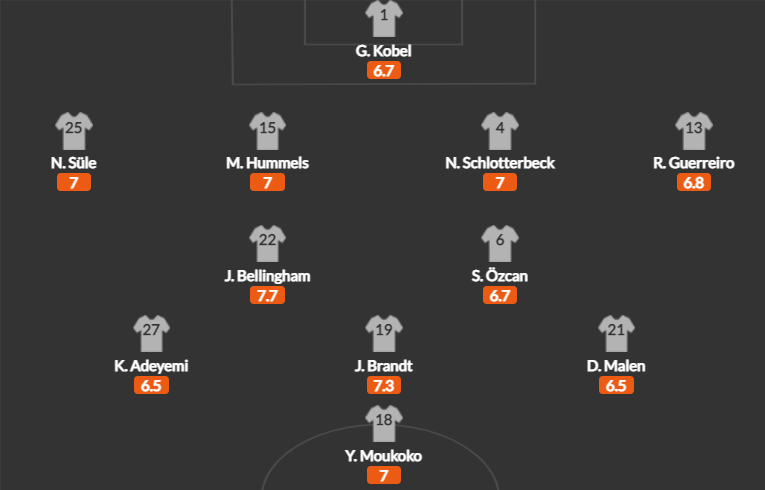 1
G. Kobel
6.7
25 15 4 13
N. Süle M. Hummels N. Schlotterbeck R. Guerreiro
7 7 7 6.8
22 6
J. Bellingham S. Özcan
7.7 6.7
27 19 21
K. Adeyemi J. Brandt D. Malen
6.5 7.3 6.5
18
Y. Moukoko
7